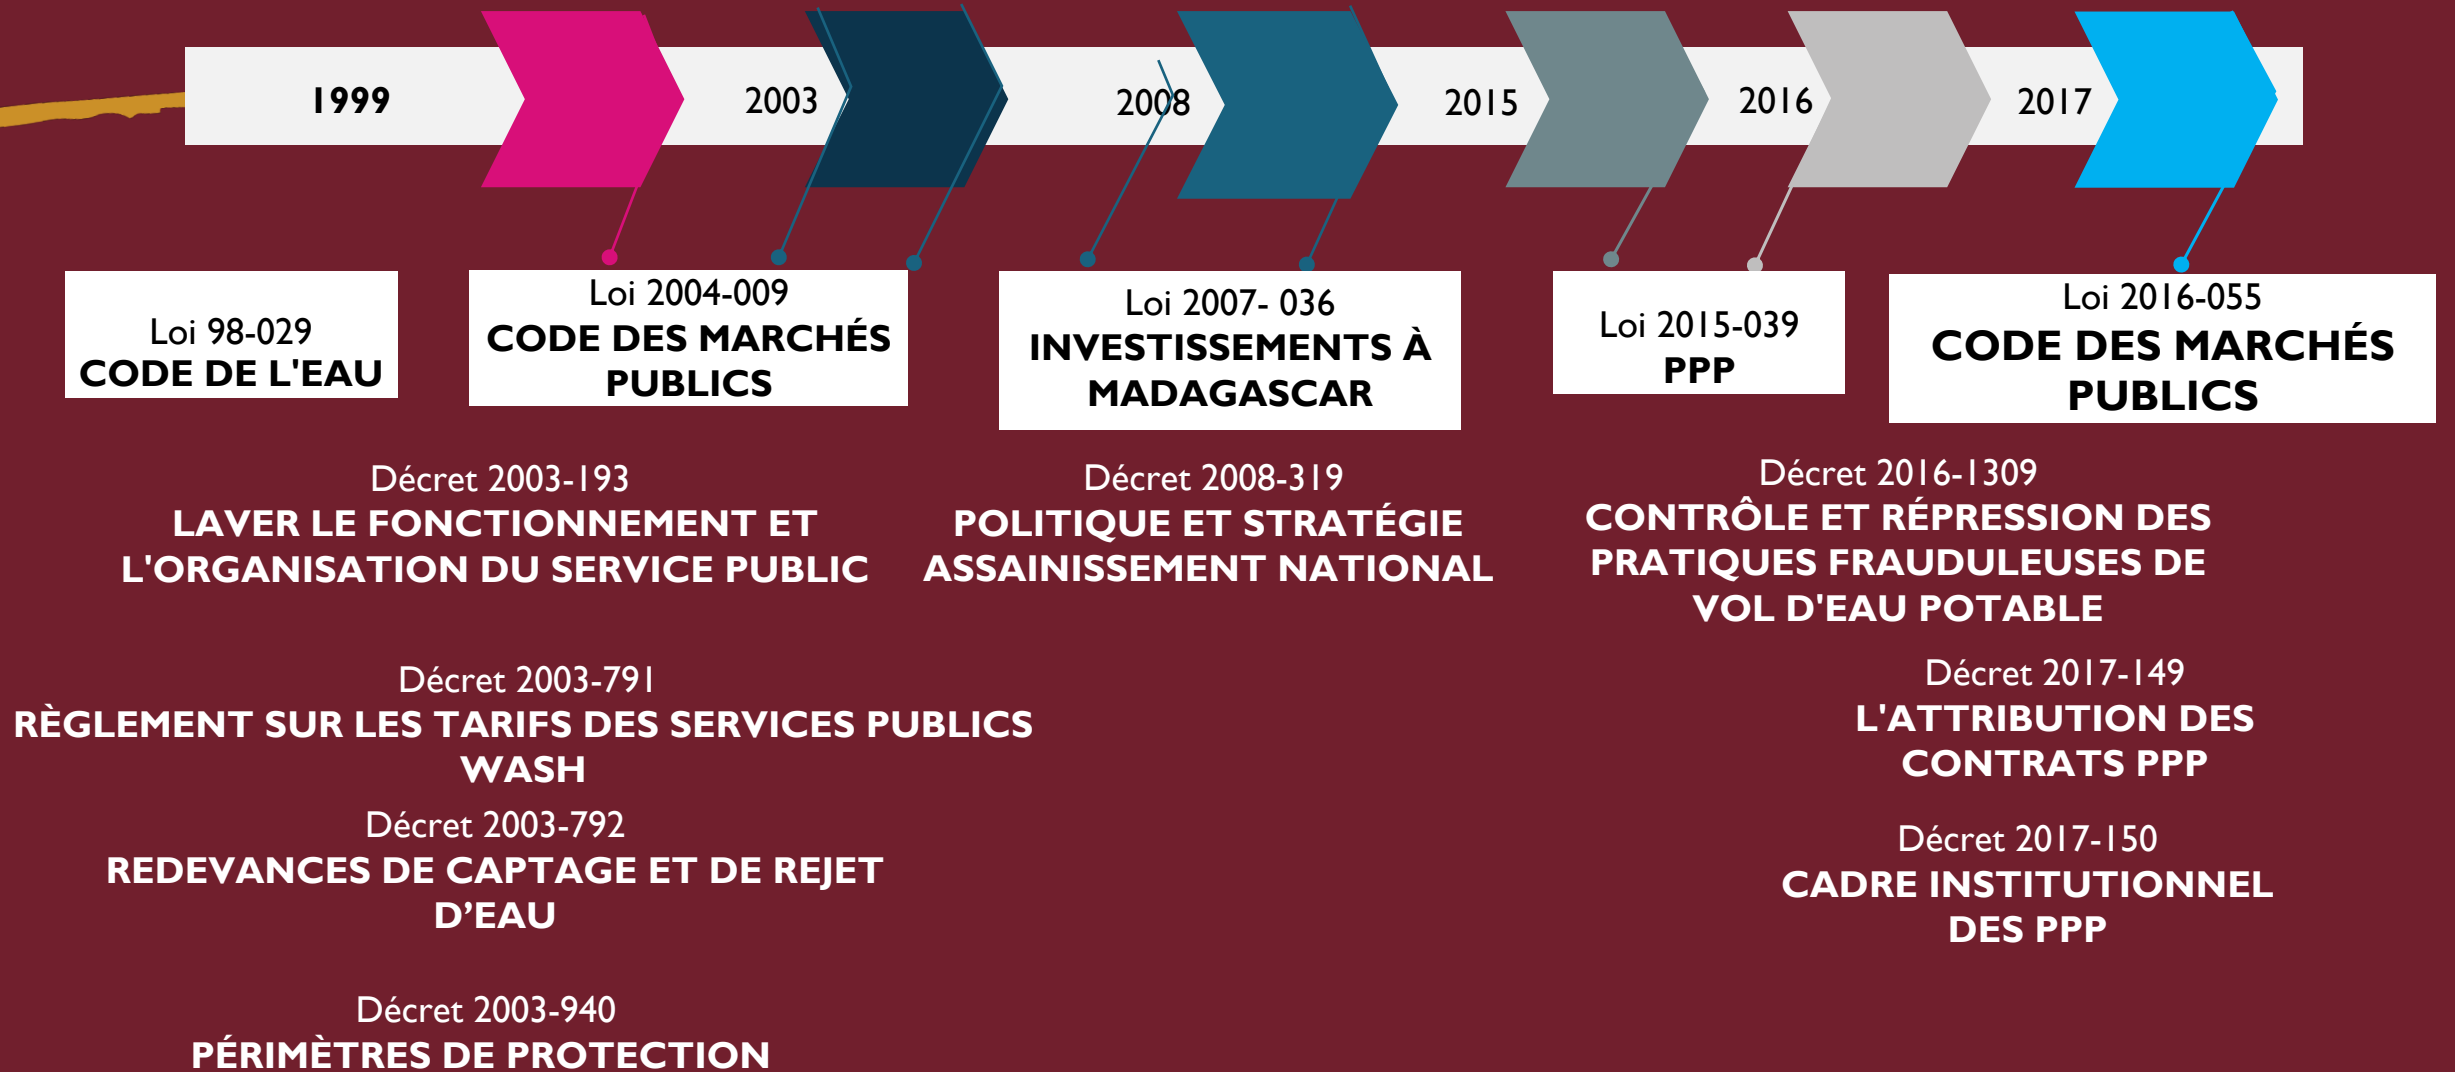 1999
2003
2008
2015
2016
2017
Loi 98-029
CODE DE L'EAU
Loi 2004-009
CODE DES MARCHÉS
PUBLICS
Loi 2007- 036
INVESTISSEMENTS À
MADAGASCAR
Loi 2015-039
PPP
Loi 2016-055
CODE DES MARCHÉS
PUBLICS
Décret 2003-193
LAVER LE FONCTIONNEMENT ET
L'ORGANISATION DU SERVICE PUBLIC
Décret 2003-791
RÈGLEMENT SUR LES TARIFS DES SERVICES PUBLICS
WASH
Décret 2003-792
REDEVANCES DE CAPTAGE ET DE REJET
D’EAU
Décret 2003-940
PÉRIMÈTRES DE PROTECTION
Décret 2008-319
POLITIQUE ET STRATÉGIE
ASSAINISSEMENT NATIONAL
Décret 2016-1309
CONTRÔLE ET RÉPRESSION DES
PRATIQUES FRAUDULEUSES DE
VOL D'EAU POTABLE
Décret 2017-149
L'ATTRIBUTION DES
CONTRATS PPP
Décret 2017-150
CADRE INSTITUTIONNEL
DES PPP